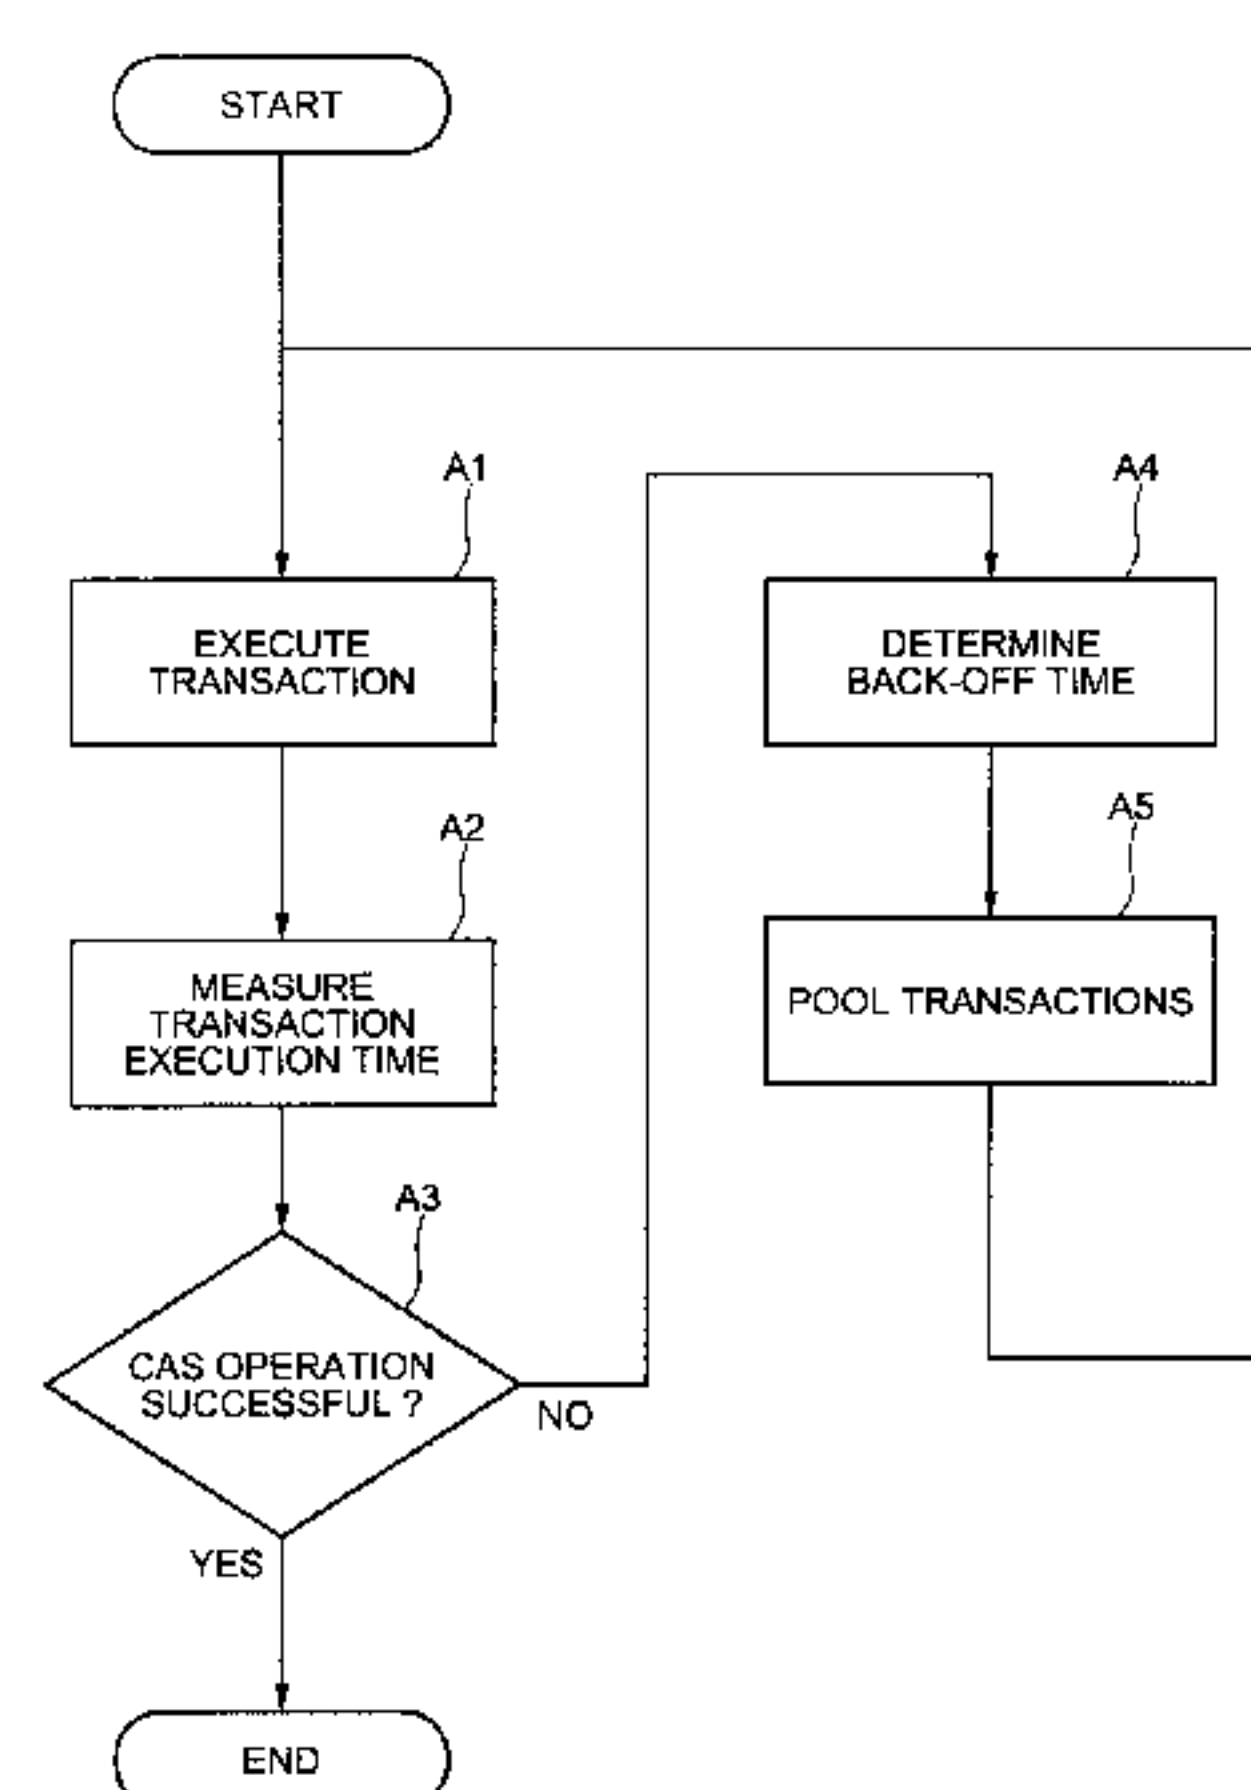 START
A1
EXECUTE
TRANSACTION
A2
MEASURE
TRANSACTION
EXECUTION TIME
A3
CAS OPERATION
SUCCESSFUL ?
NO
YES
END
A4
DETERMINE
BACK-OFF TIME
A5
POOL TRANSACTIONS